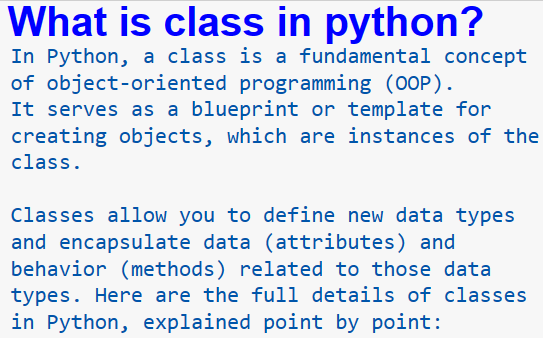 What is class in python?
In Python, a class is a fundamental concept
of object-oriented programming (OOP).
It serves as a blueprint or template for
creating objects, which are instances of the
class.
Classes allow you to define new data types
and encapsulate data (attributes) and
behavior (methods) related to those data
types. Here are the full details of classes
in Python, explained point by point: